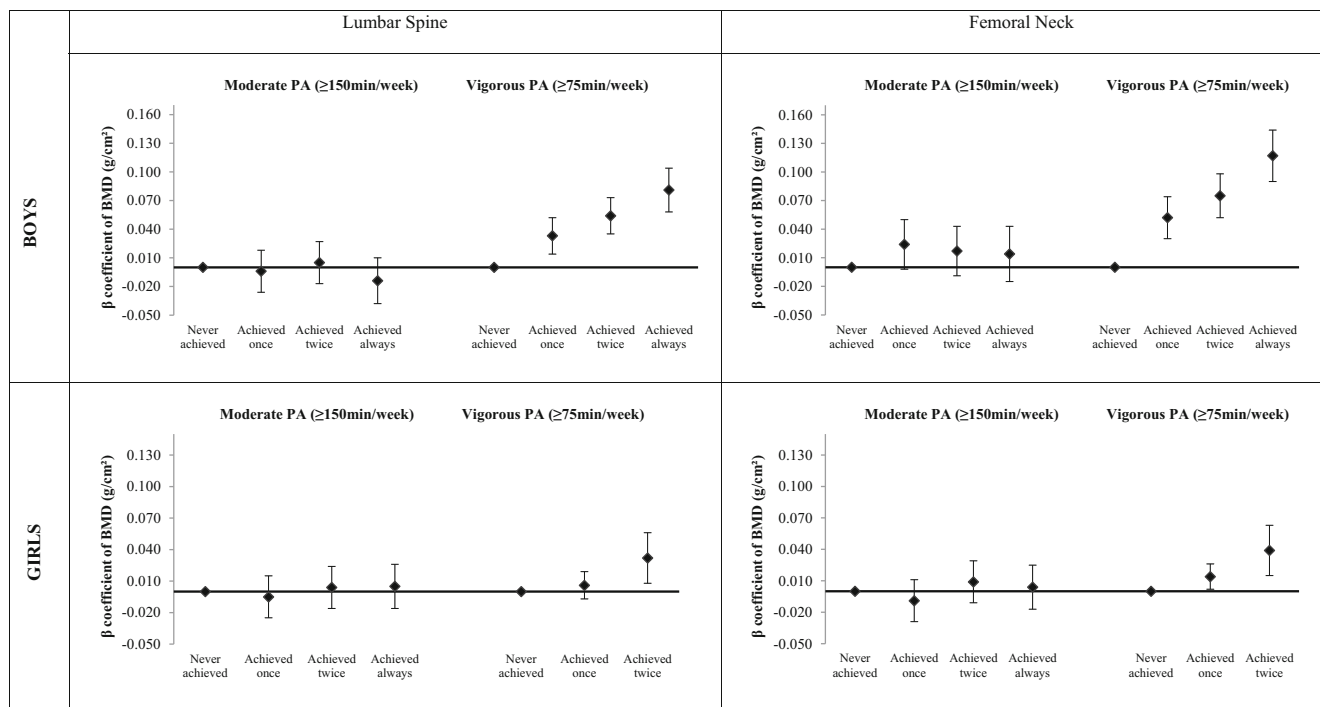 Lumbar Spine
Femoral Neck
BOYS
Moderate PA (≥150min/week) Vigorous PA (≥75min/week)
β coefficient of BMD (g/cm²)
0.160
0.130
0.100
0.070
0.040
0.010
-0.020
-0.050
Never achieved
Achieved once
Achieved twice
Achieved always
Never achieved
Achieved once
Achieved twice
Achieved always
Moderate PA (≥150min/week) Vigorous PA (≥75min/week)
β coefficient of BMD (g/cm²)
0.160
0.130
0.100
0.070
0.040
0.010
-0.020
-0.050
Never achieved
Achieved once
Achieved twice
Achieved always
Never achieved
Achieved once
Achieved twice
Achieved always
GIRLS
Moderate PA (≥150min/week) Vigorous PA (≥75min/week)
β coefficient of BMD (g/cm²)
0.130
0.100
0.070
0.040
0.010
-0.020
-0.050
Never achieved
Achieved once
Achieved twice
Achieved always
Never achieved
Achieved once
Achieved twice
Moderate PA (≥150min/week) Vigorous PA (≥75min/week)
β coefficient of BMD (g/cm²)
0.130
0.100
0.070
0.040
0.010
-0.020
-0.050
Never achieved
Achieved once
Achieved twice
Achieved always
Never achieved
Achieved once
Achieved twice